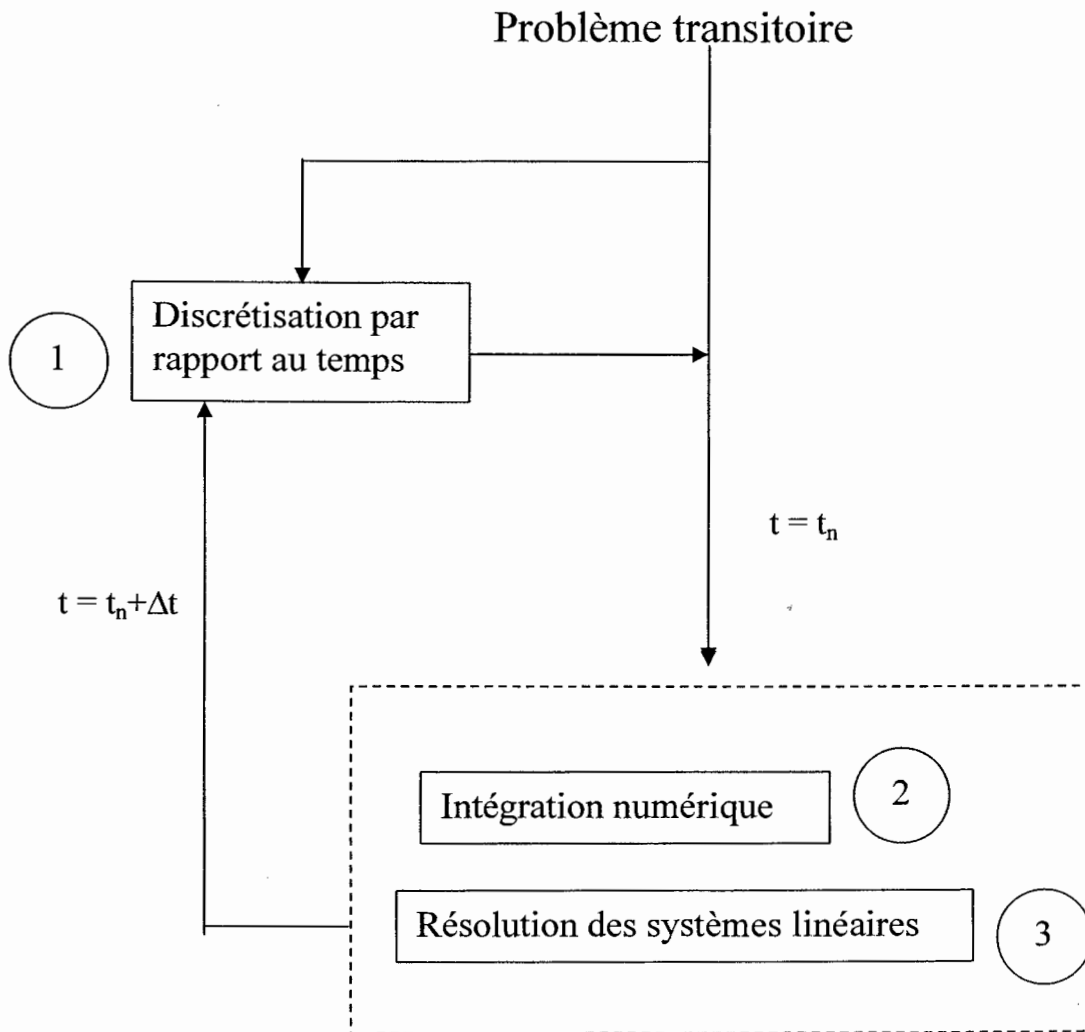 Problème transitoire
Discrétisation par
rapport au temps
1
t = tₙ
t = tₙ+Δt
Intégration numérique
2
Résolution des systèmes linéaires
3